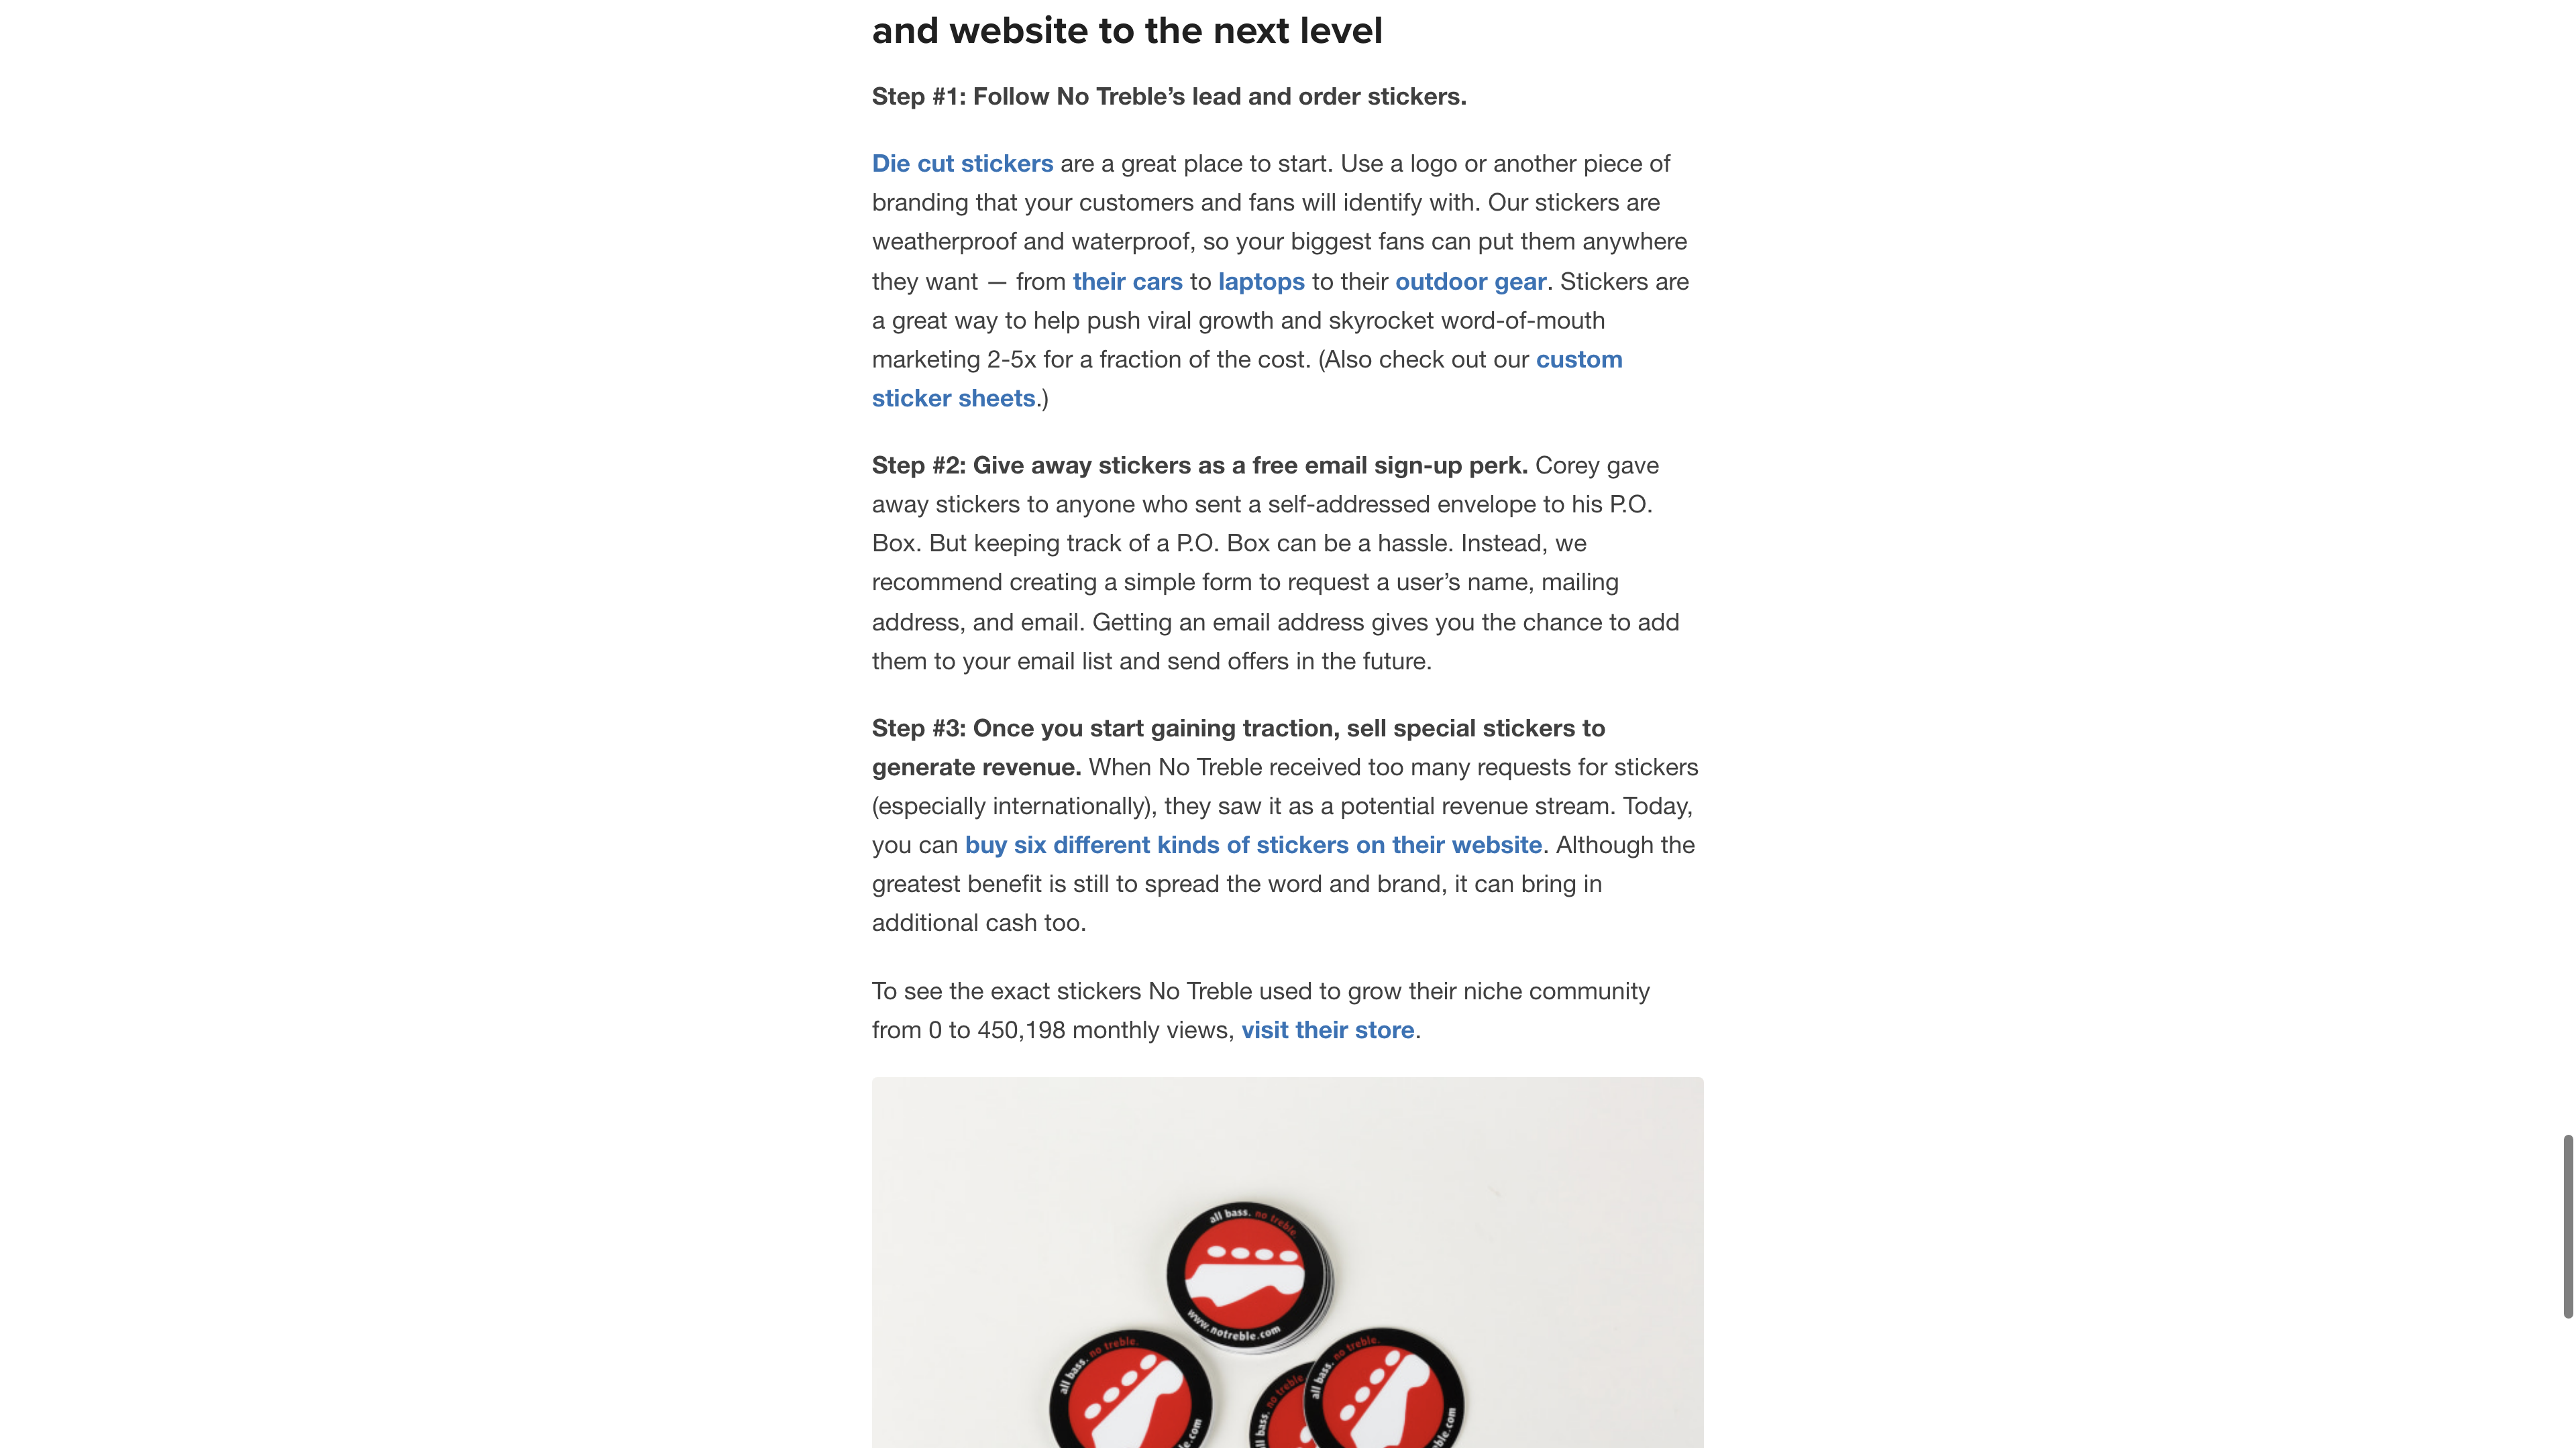 and website to the next level
Step #1: Follow No Treble’s lead and order stickers.
Die cut stickers are a great place to start. Use a logo or another piece of
branding that your customers and fans will identify with. Our stickers are
weatherproof and waterproof, so your biggest fans can put them anywhere
they want — from their cars to laptops to their outdoor gear. Stickers are
a great way to help push viral growth and skyrocket word-of-mouth
marketing 2-5x for a fraction of the cost. (Also check out our custom
sticker sheets.)
Step #2: Give away stickers as a free email sign-up perk. Corey gave
away stickers to anyone who sent a self-addressed envelope to his P.O.
Box. But keeping track of a P.O. Box can be a hassle. Instead, we
recommend creating a simple form to request a user’s name, mailing
address, and email. Getting an email address gives you the chance to add
them to your email list and send offers in the future.
Step #3: Once you start gaining traction, sell special stickers to
generate revenue. When No Treble received too many requests for stickers
(especially internationally), they saw it as a potential revenue stream. Today,
you can buy six different kinds of stickers on their website. Although the
greatest benefit is still to spread the word and brand, it can bring in
additional cash too.
To see the exact stickers No Treble used to grow their niche community
from 0 to 450,198 monthly views, visit their store.
all bass. no treble.
www.notreble.com
all bass. no treble.
le.com
all bass. no treble.
all bass. no treble.
ble.com